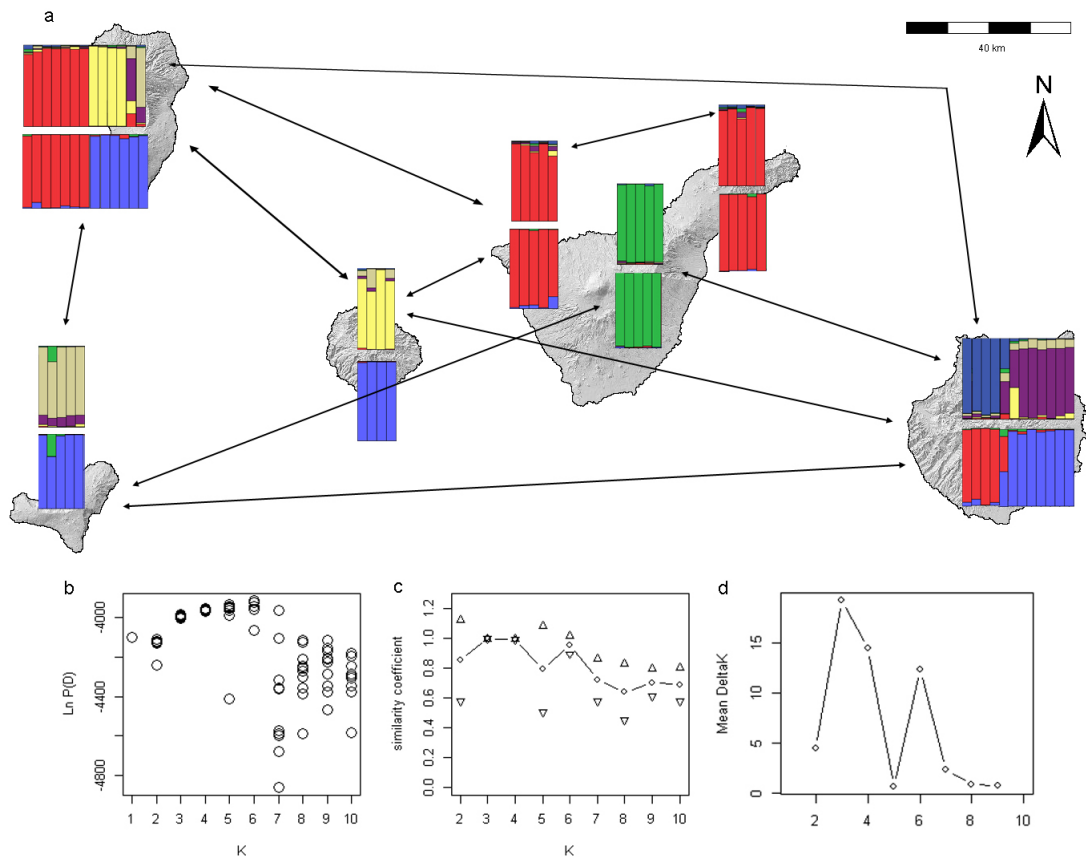 a
40 km
N
b
Ln P(D)
-4000
-4400
-4800
1 2 3 4 5 6 7 8 9 10
K
c
similarity coefficient
1.2
1.0
0.8
0.6
0.4
0.2
0.0
2 3 4 5 6 7 8 9 10
K
d
Mean DeltaK
15
10
5
0
2 4 6 8 10